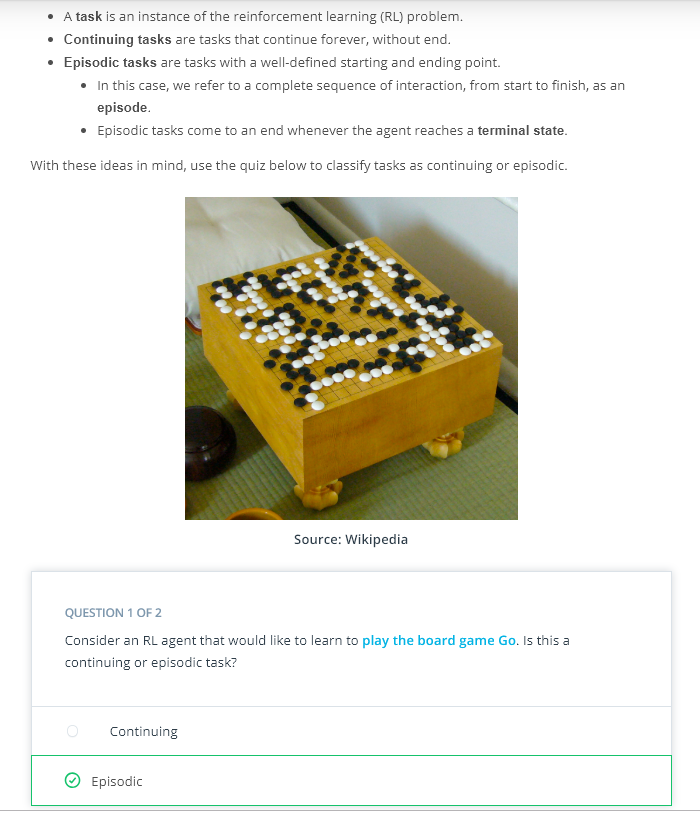 A task is an instance of the reinforcement learning (RL) problem.
Continuing tasks are tasks that continue forever, without end.
Episodic tasks are tasks with a well-defined starting and ending point.
In this case, we refer to a complete sequence of interaction, from start to finish, as an
episode.
Episodic tasks come to an end whenever the agent reaches a terminal state.
With these ideas in mind, use the quiz below to classify tasks as continuing or episodic.
Source: Wikipedia
QUESTION 1 OF 2
Consider an RL agent that would like to learn to play the board game Go. Is this a
continuing or episodic task?
Continuing
Episodic